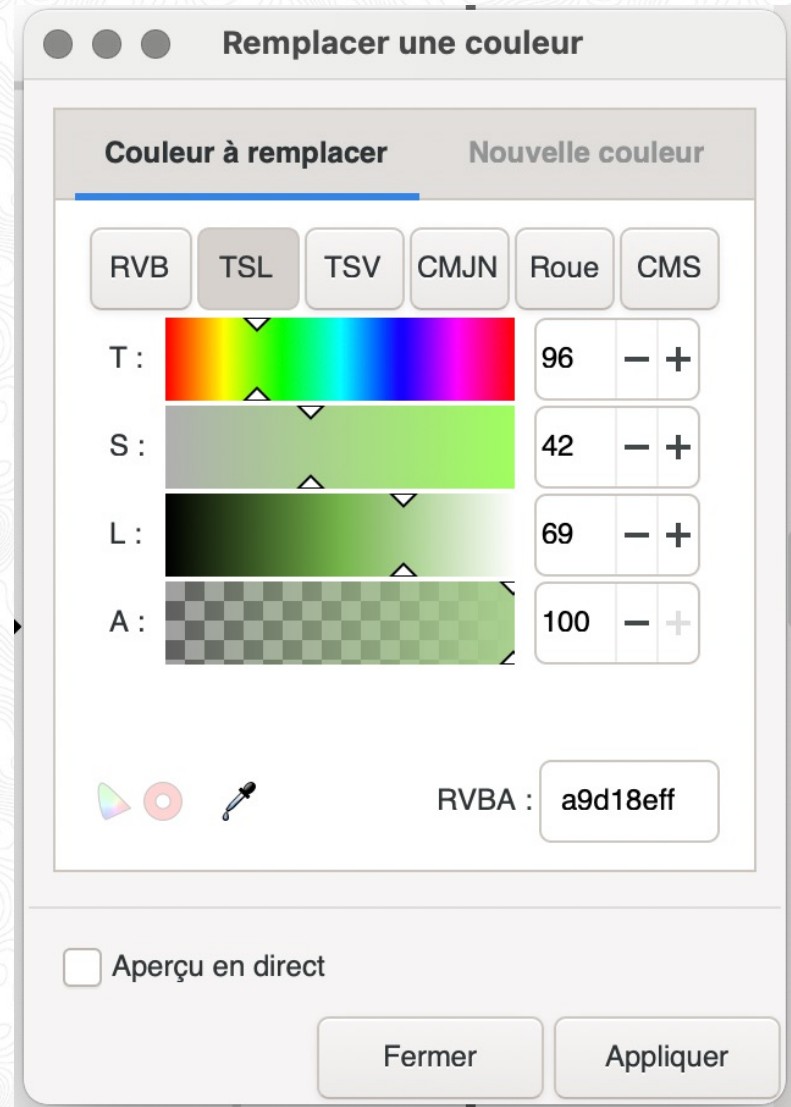 Remplacer une couleur
Couleur à remplacer Nouvelle couleur
RVB TSL TSV CMJN Roue CMS
T : 96 − +
S : 42 − +
L : 69 − +
A : 100 − +
RVBA : a9d18eff
Aperçu en direct
Fermer Appliquer